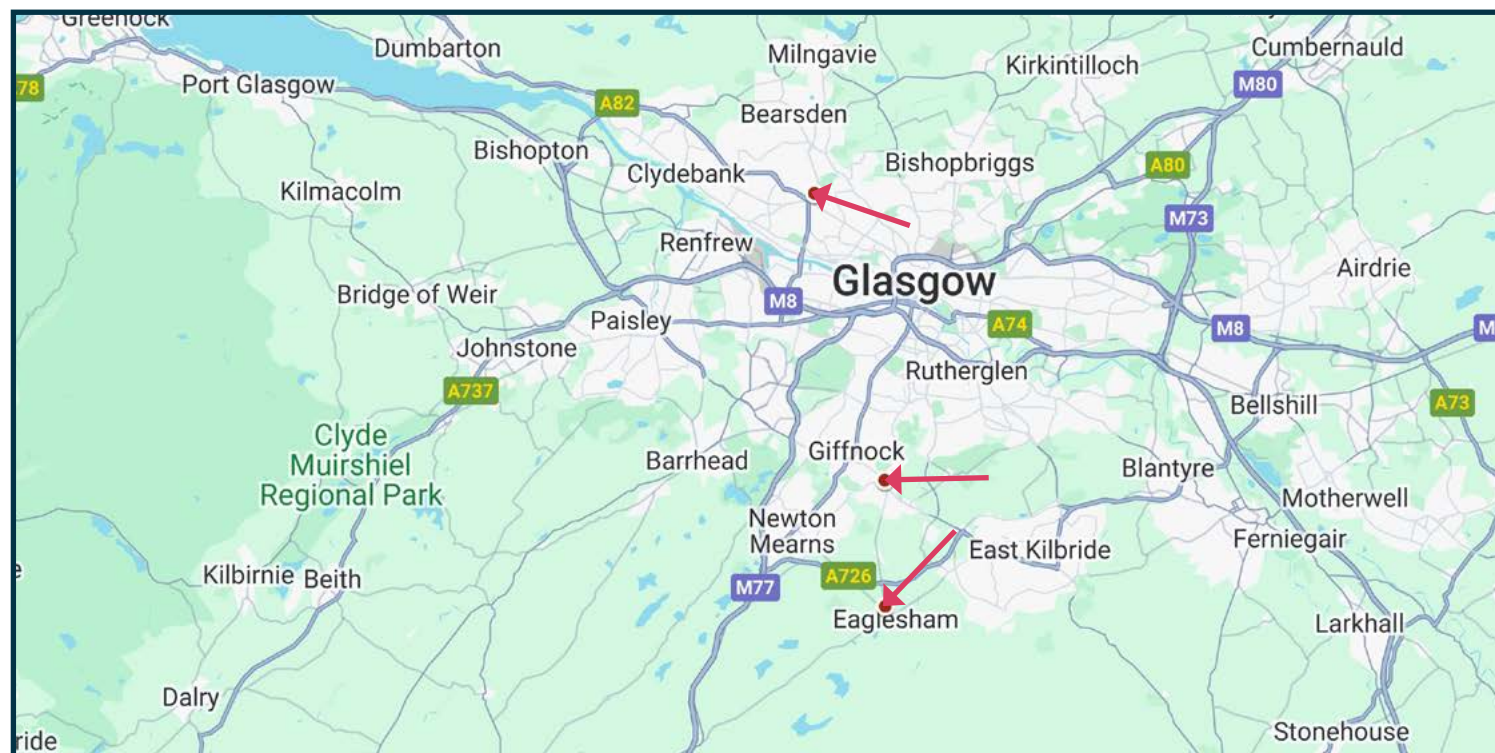 Greenock
Dumbarton
Milngavie
Cumbernauld
Kirkintilloch
Port Glasgow
M80
A78
A82
Bearsden
Bishopton
Bishopbriggs
A80
Clydebank
Kilmacolm
M73
Renfrew
Airdrie
Glasgow
Bridge of Weir
M8
Paisley
A74
M8
M
Johnstone
Rutherglen
A737
A73
Bellshill
Clyde
Muirshiel
Regional Park
Giffnock
Barrhead
Blantyre
Motherwell
Newton
Mearns
Ferniegair
East Kilbride
Kilbirnie
Beith
A726
M77
Eaglesham
Larkhall
Dalry
Stonehouse
ride